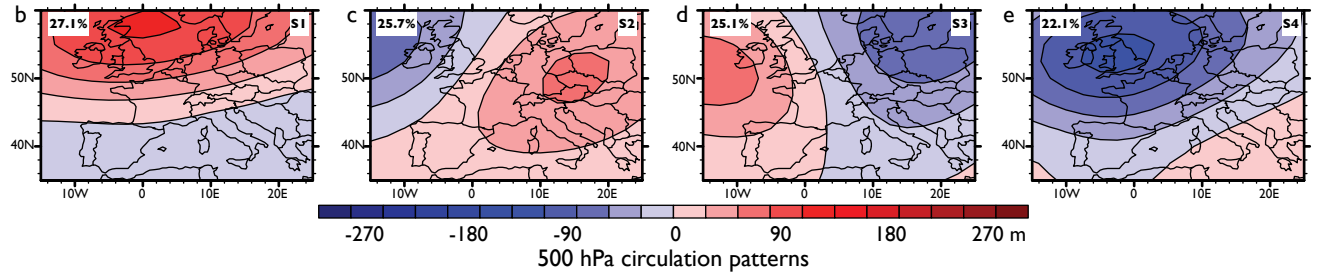 b 27.1% S1 c 25.7% S2 d 25.1% S3 e 22.1% S4
50N 50N 50N 50N
40N 40N 40N 40N
10W 0 10E 20E 10W 0 10E 20E 10W 0 10E 20E 10W 0 10E 20E
-270 -180 -90 0 90 180 270 m
500 hPa circulation patterns